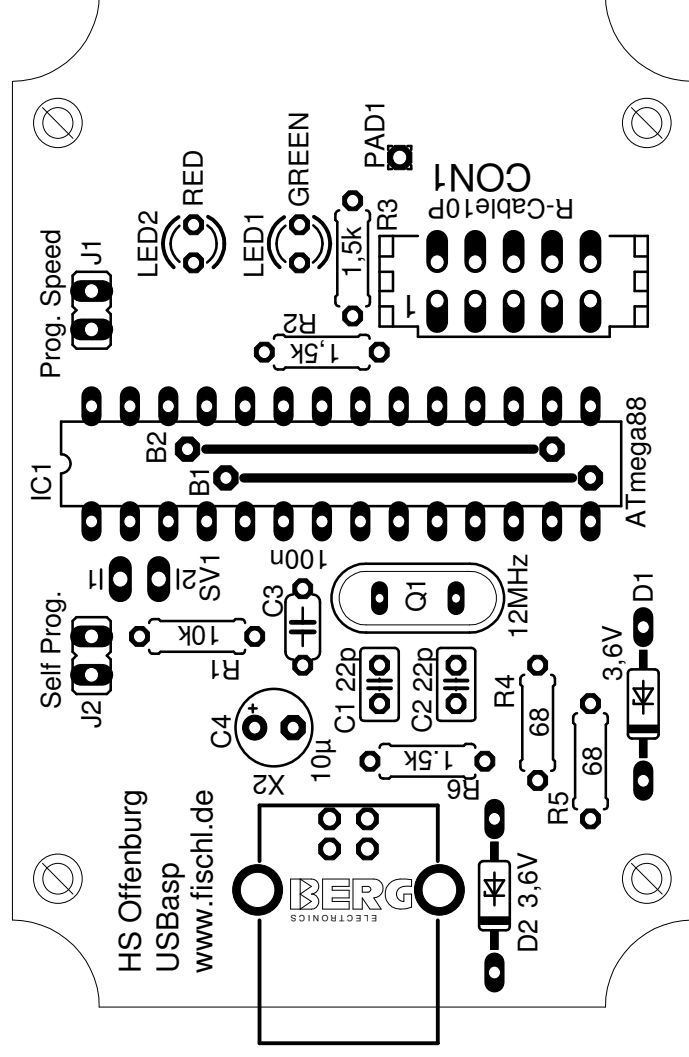 PAD1
RED
GREEN
CON1
R-Cable10P
LED2
LED1
R3
1,5k
J1
Prog. Speed
1
R2
1,5k
B2
B1
IC1
ATmega88
1
2
SV1
100n
C3
Q1
12MHz
Self Prog.
J2
10k
R1
D1
3,6V
C1 22p
C2 22p
R4
68
C4
+
10µ
X2
1.5k
R6
R5
68
HS Offenburg
USBasp
www.fischl.de
BERG
ELECTRONICS
D2 3,6V